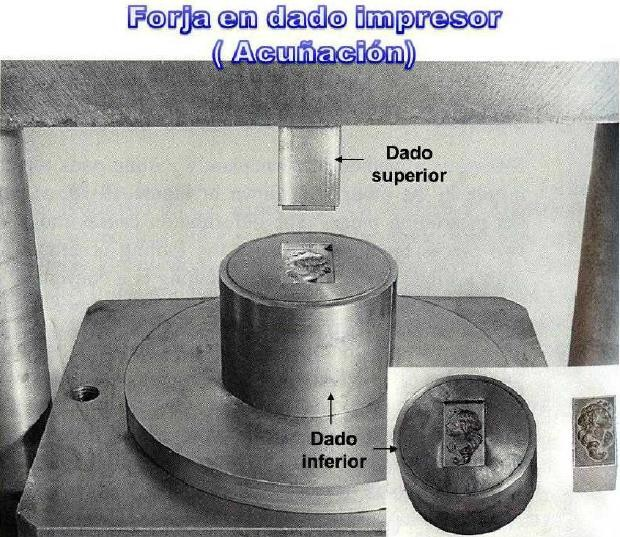 Forja en dado impresor
( Acuñación)
Dado
superior
Dado
inferior